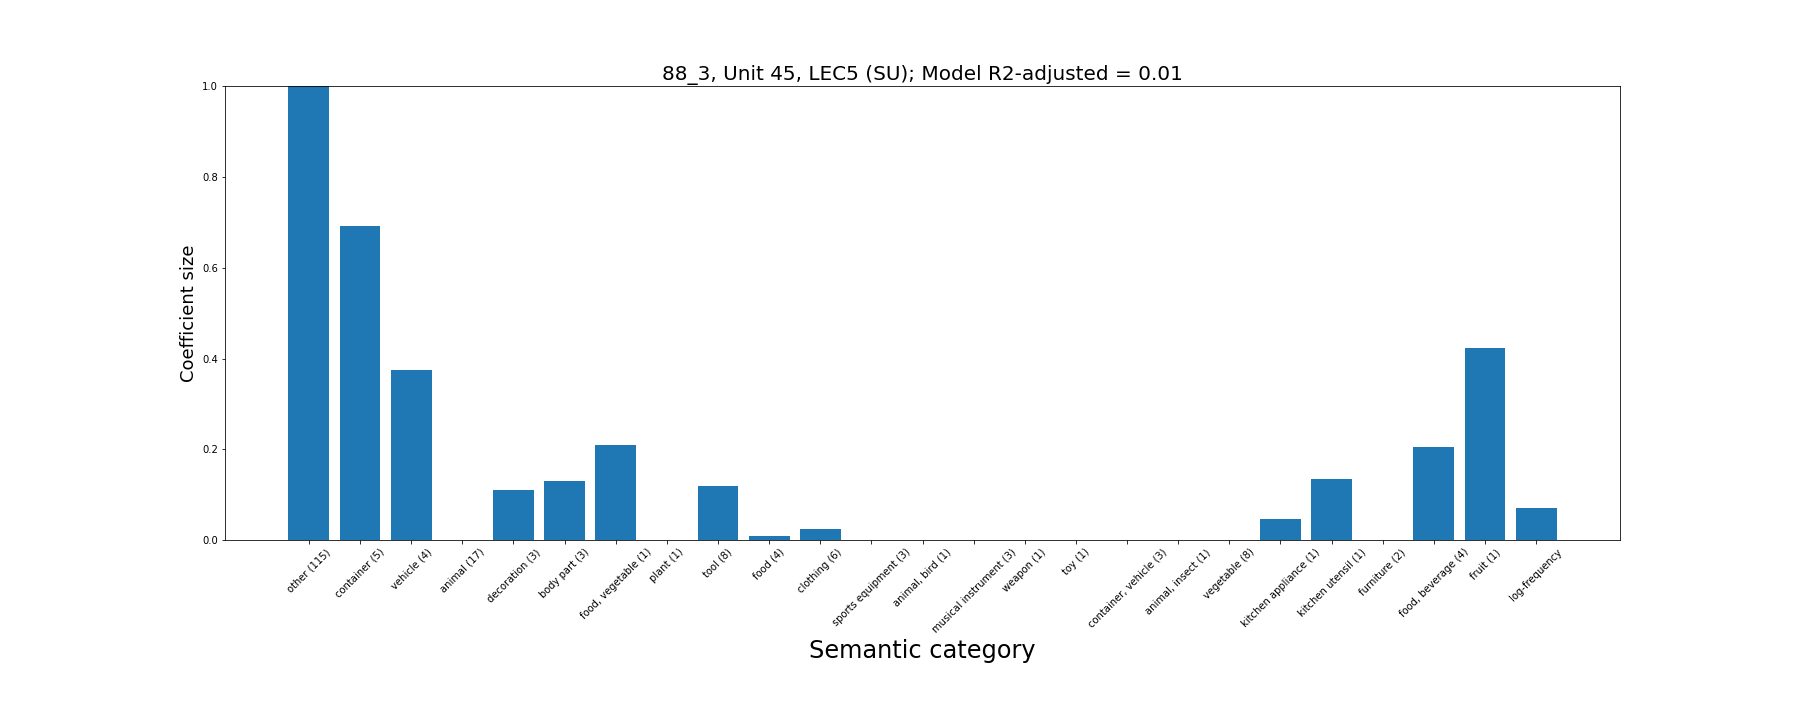 88_3, Unit 45, LEC5 (SU); Model R2-adjusted = 0.01
1.0
0.8
0.6
0.4
0.2
0.0
Coefficient size
other (115)
container (5)
vehicle (4)
animal (17)
decoration (3)
body part (3)
food, vegetable (1)
plant (1)
tool (8)
food (4)
clothing (6)
sports equipment (3)
animal, bird (1)
musical instrument (3)
weapon (1)
toy (1)
container, vehicle (3)
animal, insect (1)
vegetable (8)
kitchen appliance (1)
kitchen utensil (1)
furniture (2)
food, beverage (4)
fruit (1)
log-frequency
Semantic category